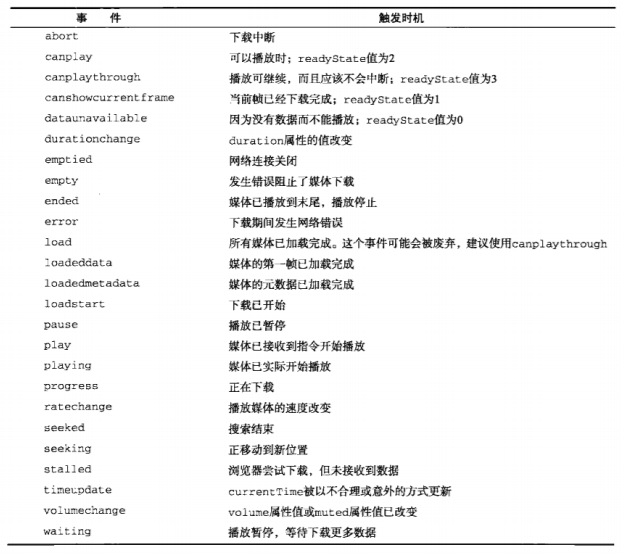 事 件 触发时机
abort 下载中断
canplay 可以播放时；readyState值为2
canplaythrough 播放可继续，而且应该不会中断；readyState值为3
canshowcurrentframe 当前帧已经下载完成；readyState值为1
dataunavailable 因为没有数据而不能播放；readyState值为0
durationchange duration属性的值改变
emptied 网络连接关闭
empty 发生错误阻止了媒体下载
ended 媒体已播放到末尾，播放停止
error 下载期间发生网络错误
load 所有媒体已加载完成。这个事件可能会被废弃，建议使用canplaythrough
loadeddata 媒体的第一帧已加载完成
loadedmetadata 媒体的元数据已加载完成
loadstart 下载已开始
pause 播放已暂停
play 媒体已接收到指令开始播放
playing 媒体已实际开始播放
progress 正在下载
ratechange 播放媒体的速度改变
seeked 搜索结束
seeking 正移动到新位置
stalled 浏览器尝试下载，但未接收到数据
timeupdate currentTime被以不合理或意外的方式更新
volumechange volume属性值或muted属性值已改变
waiting 播放暂停，等待下载更多数据